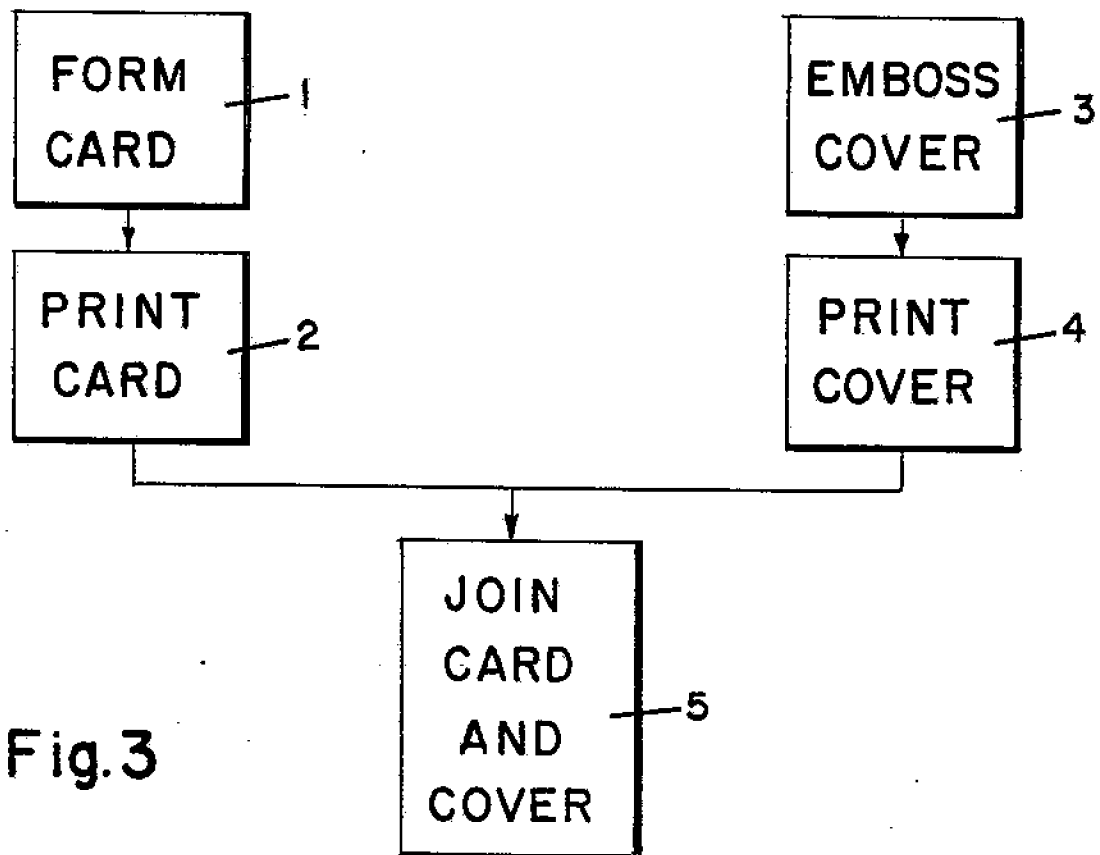 FORM
CARD
1
PRINT
CARD
2
EMBOSS
COVER
3
PRINT
COVER
4
JOIN
CARD
AND
COVER
5
Fig.3